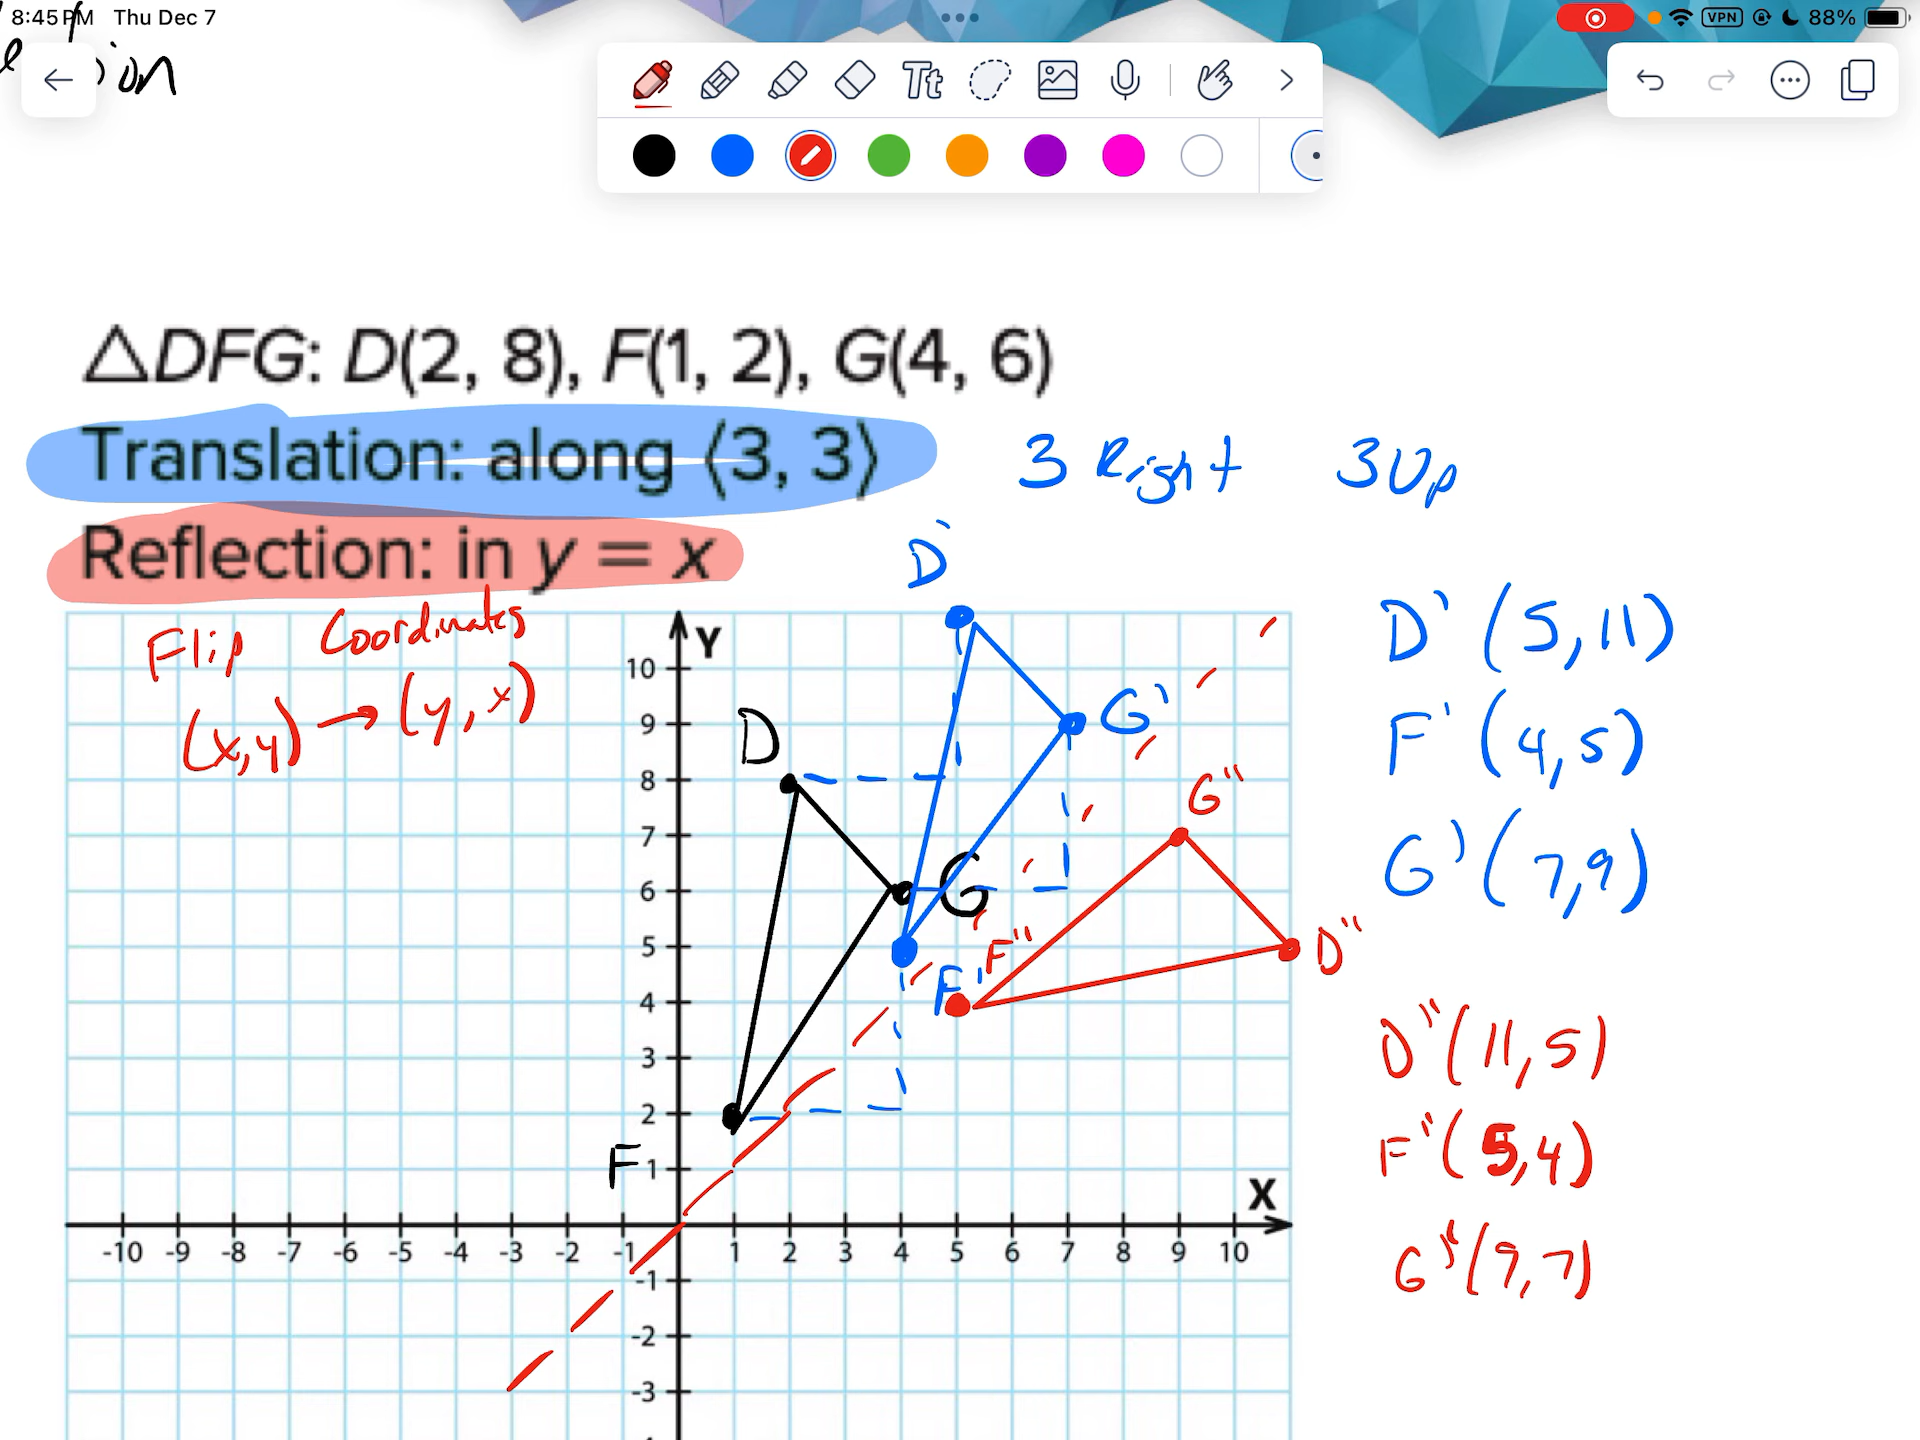 8:45 PM Thu Dec 7
VPN 88%
ion
Tt
△DFG: D(2, 8), F(1, 2), G(4, 6)
Translation: along ⟨3, 3⟩
3 Right 3 Up
Reflection: in y = x
D'
Flip Coordinates
(x,y) → (y,x)
Y
D' (5,11)
F' (4,5)
G' (7,9)
10
9
8
7
6
5
4
3
2
1
D
G'
G''
G
F''
F'
D''
F
D''(11,5)
F''(5,4)
G''(9,7)
X
-10 -9 -8 -7 -6 -5 -4 -3 -2 -1 1 2 3 4 5 6 7 8 9 10
-1
-2
-3